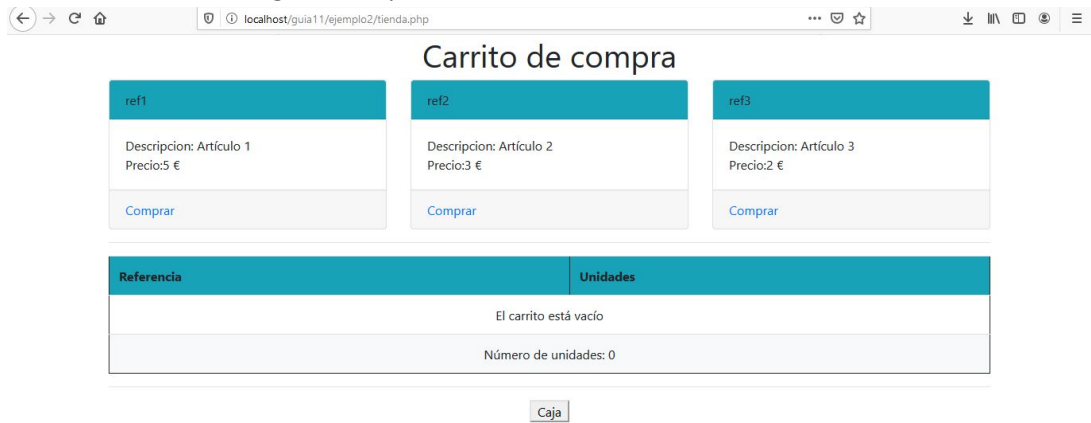 localhost/guia11/ejemplo2/tienda.php
Carrito de compra
ref1
Descripcion: Artículo 1
Precio:5 €
Comprar
ref2
Descripcion: Artículo 2
Precio:3 €
Comprar
ref3
Descripcion: Artículo 3
Precio:2 €
Comprar
Referencia Unidades
El carrito está vacío
Número de unidades: 0
Caja